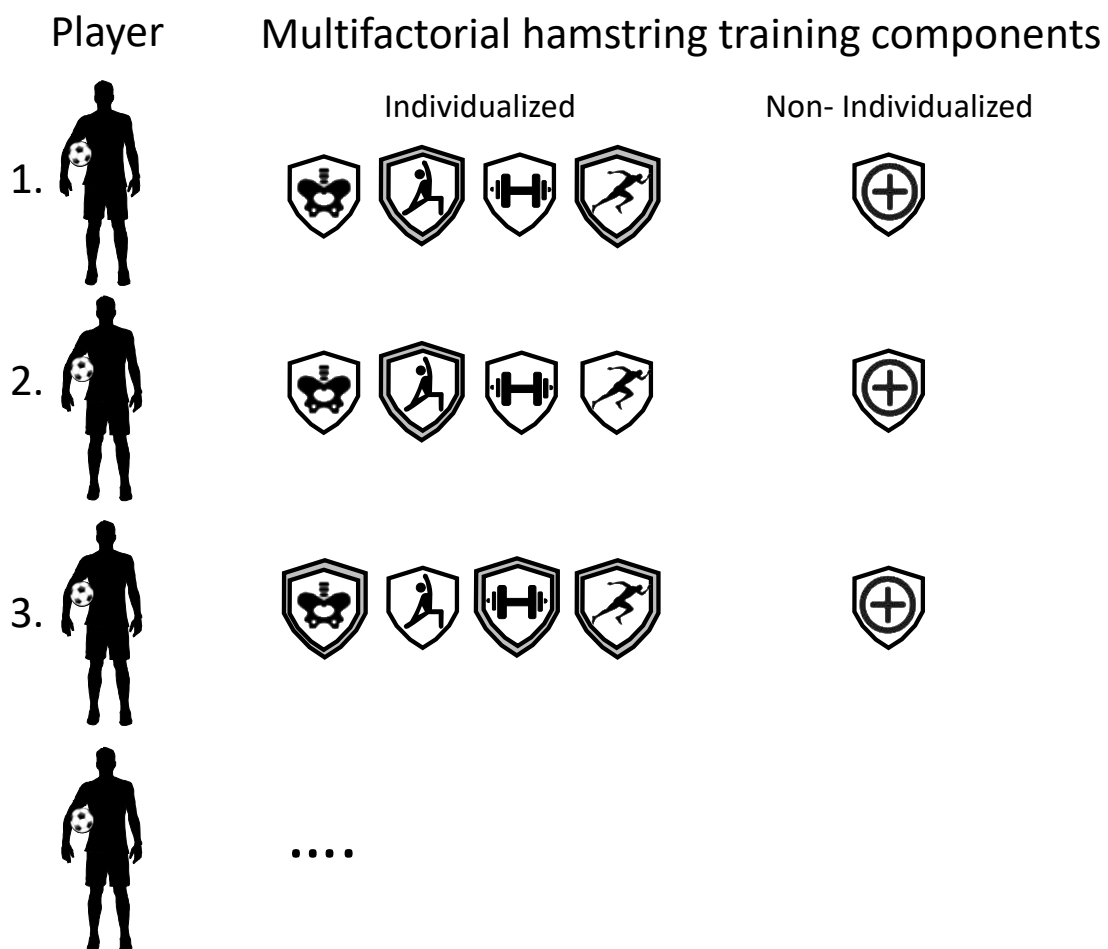 Player
Multifactorial hamstring training components
Individualized
Non- Individualized
1.
2.
3.
....